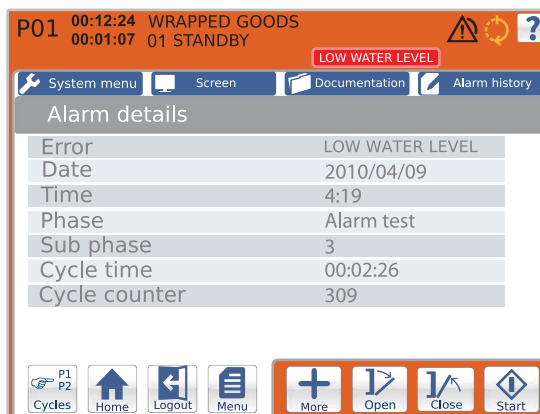 P01 00:12:24 WRAPPED GOODS
00:01:07 01 STANDBY
LOW WATER LEVEL
?
System menu Screen Documentation Alarm history
Alarm details
Error LOW WATER LEVEL
Date 2010/04/09
Time 4:19
Phase Alarm test
Sub phase 3
Cycle time 00:02:26
Cycle counter 309
P1
P2
Cycles Home Logout Menu More Open Close Start